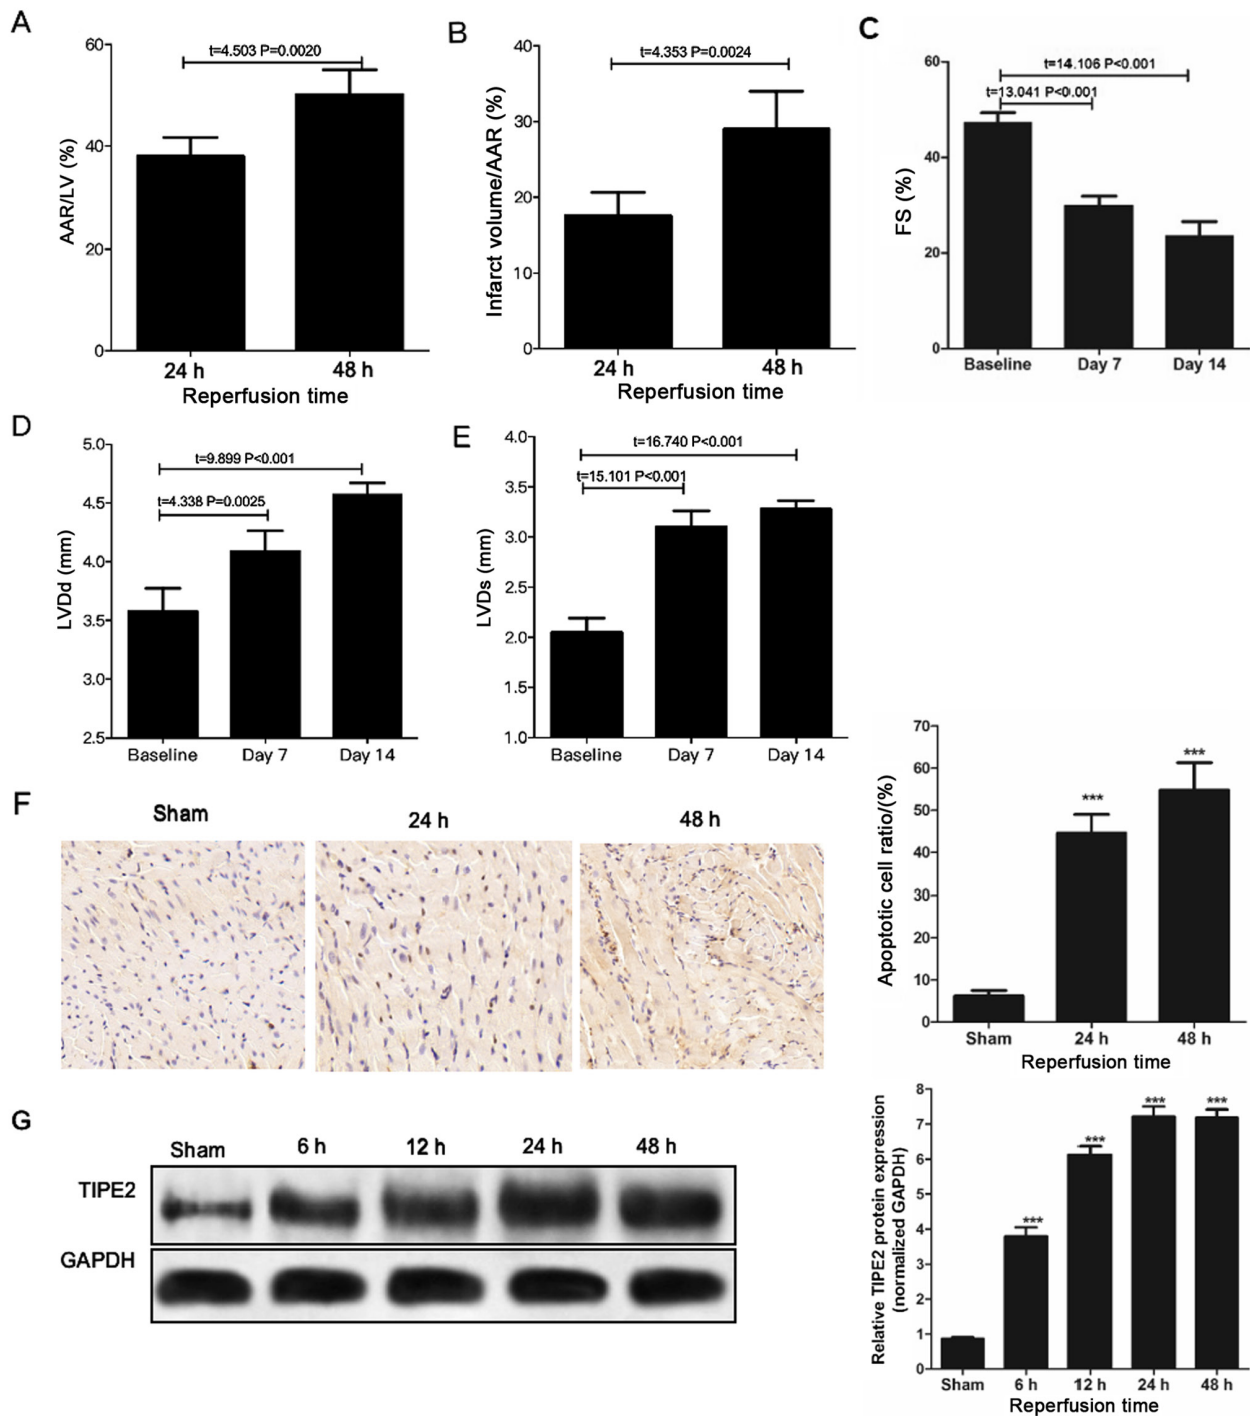 A
60
40
20
0
AAR/LV (%)
t=4.503 P=0.0020
24 h
48 h
Reperfusion time
B
40
30
20
10
0
Infarct volume/AAR (%)
t=4.353 P=0.0024
24 h
48 h
Reperfusion time
C
60
40
20
0
FS (%)
t=14.106 P<0.001
t=13.041 P<0.001
Baseline
Day 7
Day 14
D
5.0
4.5
4.0
3.5
3.0
2.5
LVDd (mm)
t=9.899 P<0.001
t=4.338 P=0.0025
Baseline
Day 7
Day 14
E
4.0
3.5
3.0
2.5
2.0
1.5
1.0
LVDs (mm)
t=16.740 P<0.001
t=15.101 P<0.001
Baseline
Day 7
Day 14
F
Sham
24 h
48 h
70
60
50
40
30
20
10
0
Apoptotic cell ratio/(%)
***
***
Sham
24 h
48 h
Reperfusion time
G
Sham
6 h
12 h
24 h
48 h
TIPE2
GAPDH
8
7
6
5
4
3
2
1
0
Relative TIPE2 protein expression
(normalized GAPDH)
***
***
***
***
Sham
6 h
12 h
24 h
48 h
Reperfusion time